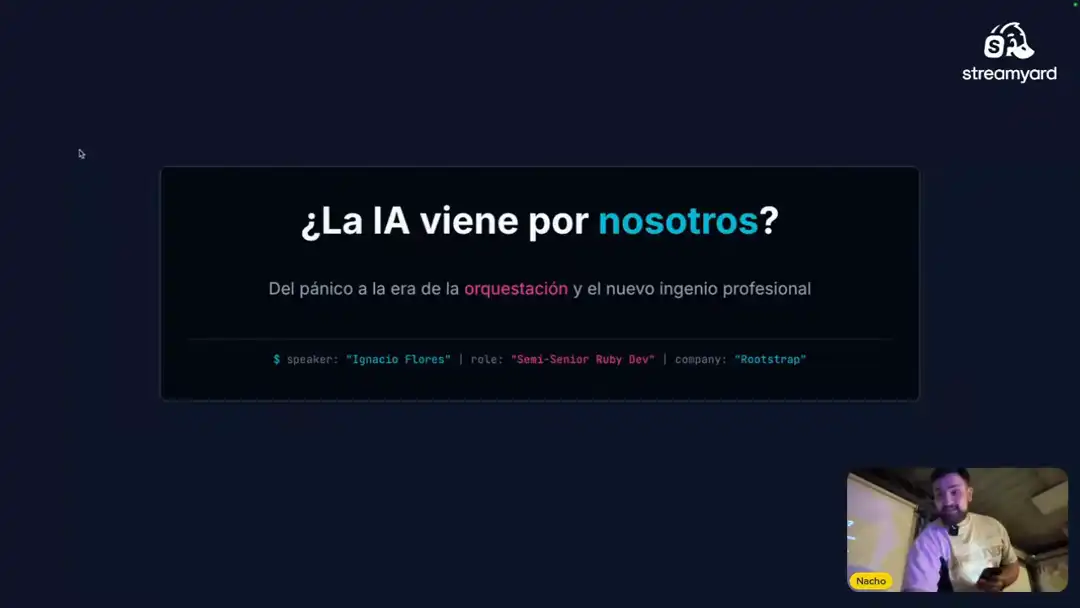 streamyard
¿La IA viene por nosotros?
Del pánico a la era de la orquestación y el nuevo ingenio profesional
$ speaker: "Ignacio Flores" | role: "Semi-Senior Ruby Dev" | company: "Rootstrap"
Nacho